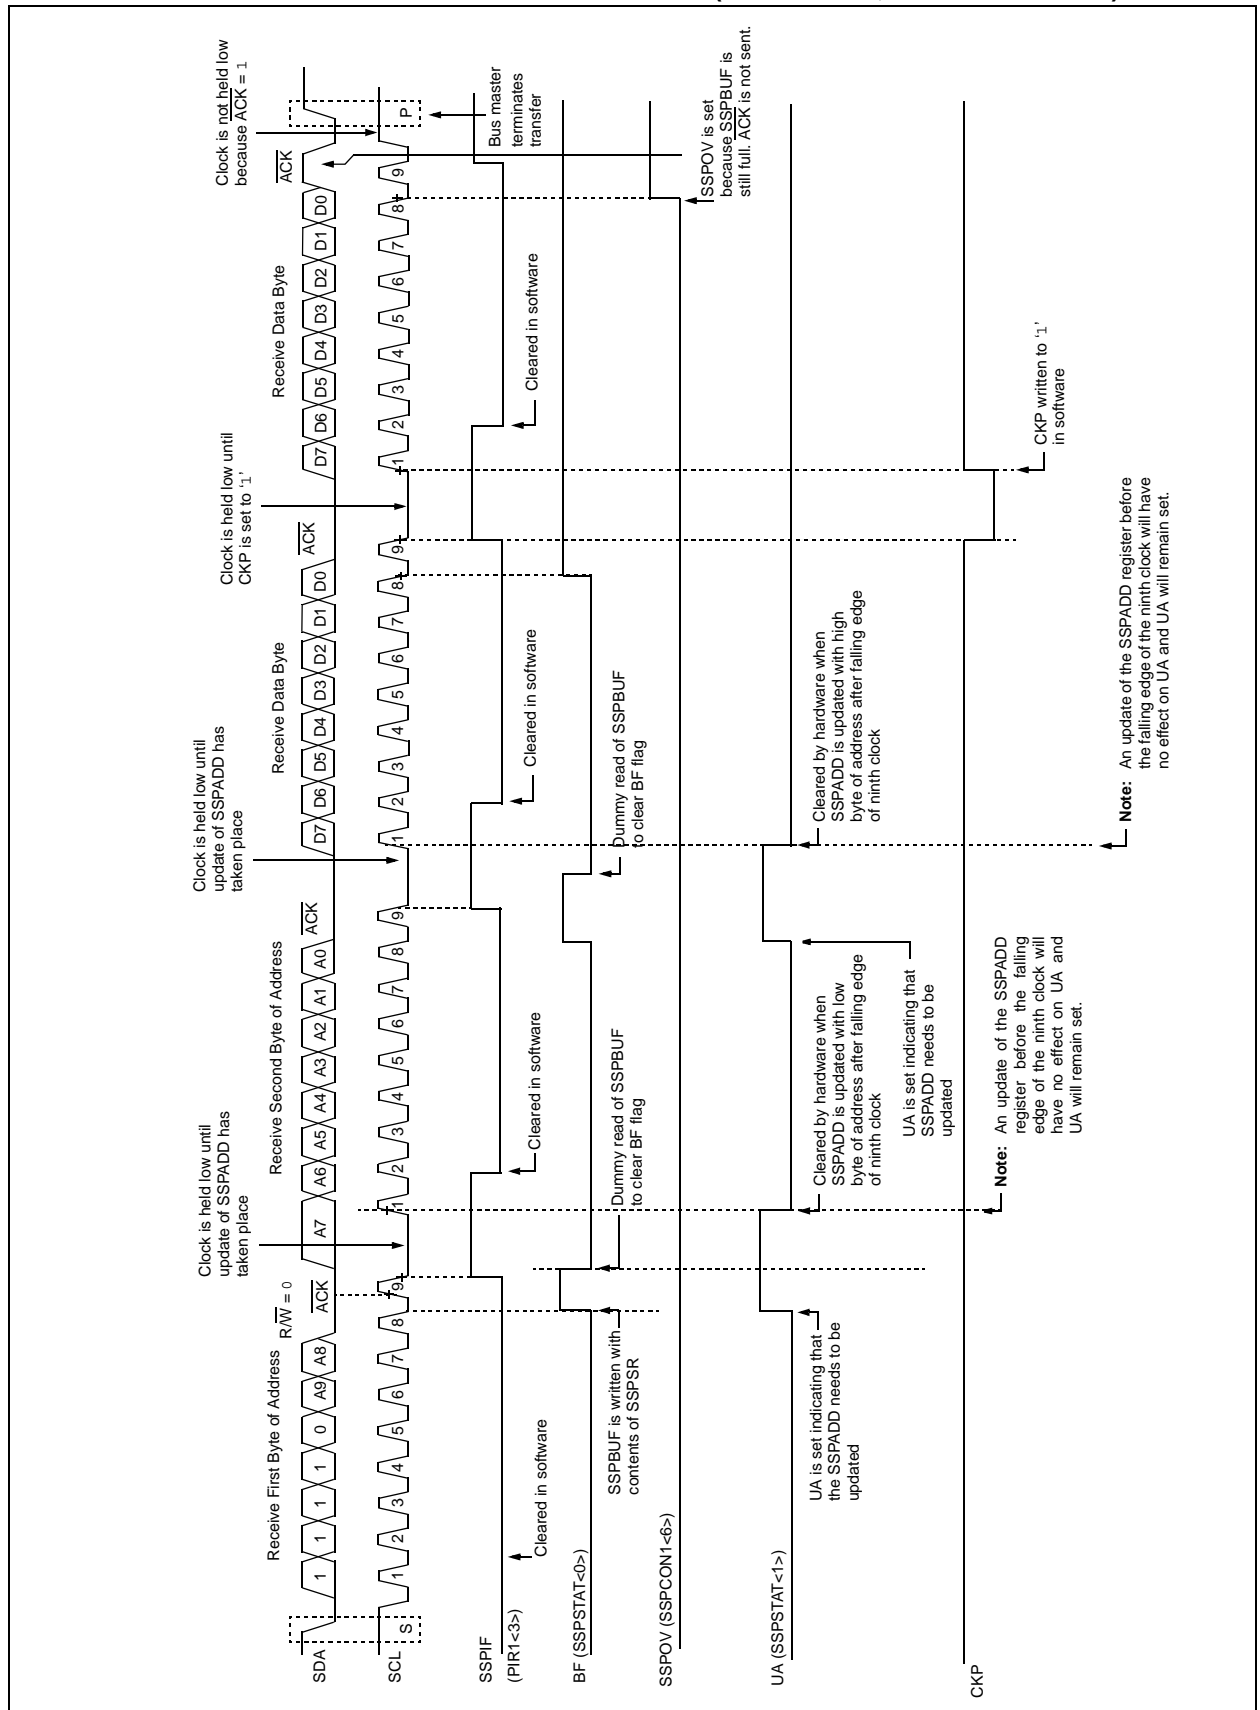 Clock is held low until
update of SSPADD has
taken place
Clock is held low until
update of SSPADD has
taken place
Clock is held low until
CKP is set to ‘1’
Clock is not held low
because ACK = 1
Receive First Byte of Address
R/W = 0
Receive Second Byte of Address
Receive Data Byte
Receive Data Byte
SDA
1 1 1 1 0 A9 A8 ACK
A7 A6 A5 A4 A3 A2 A1 A0 ACK
D7 D6 D5 D4 D3 D2 D1 D0 ACK
D7 D6 D5 D4 D3 D2 D1 D0 ACK
SCL
S 1 2 3 4 5 6 7 8 9
1 2 3 4 5 6 7 8 9
1 2 3 4 5 6 7 8 9
1 2 3 4 5 6 7 8 9 P
Bus master
terminates
transfer
SSPIF
(PIR1<3>)
Cleared in software
Cleared in software
Cleared in software
Cleared in software
BF (SSPSTAT<0>)
SSPBUF is written with
contents of SSPSR
Dummy read of SSPBUF
to clear BF flag
Dummy read of SSPBUF
to clear BF flag
SSPOV (SSPCON1<6>)
SSPOV is set
because SSPBUF is
still full. ACK is not sent.
UA (SSPSTAT<1>)
UA is set indicating that
the SSPADD needs to be
updated
Cleared by hardware when
SSPADD is updated with low
byte of address after falling edge
of ninth clock
UA is set indicating that
SSPADD needs to be
updated
Cleared by hardware when
SSPADD is updated with high
byte of address after falling edge
of ninth clock
CKP
Note: An update of the SSPADD
register before the falling
edge of the ninth clock will
have no effect on UA and
UA will remain set.
CKP written to ‘1’
in software
Note: An update of the SSPADD register before
the falling edge of the ninth clock will have
no effect on UA and UA will remain set.